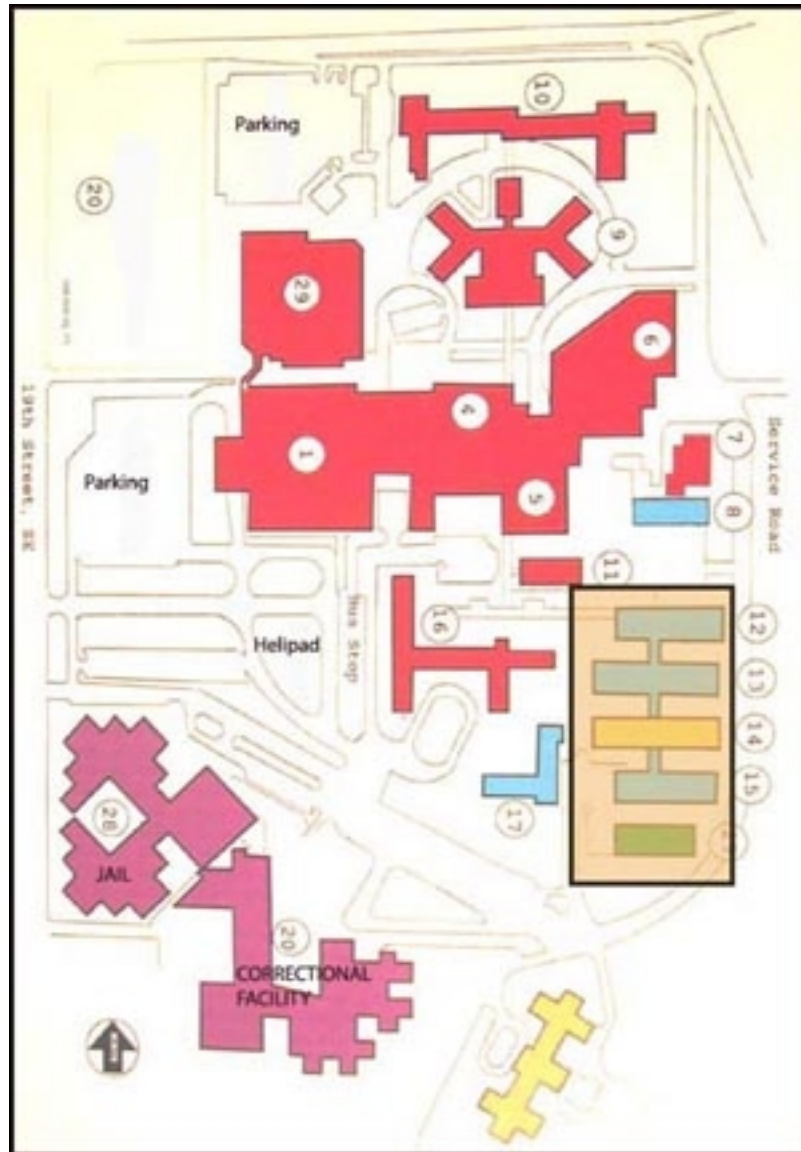 10
Parking
20
9
29
6
4
1
7
19th Street, SE
Parking
5
8
Service Road
11
12
16
Helipad
Bus Stop
13
14
15
17
28
JAIL
20
CORRECTIONAL
FACILITY